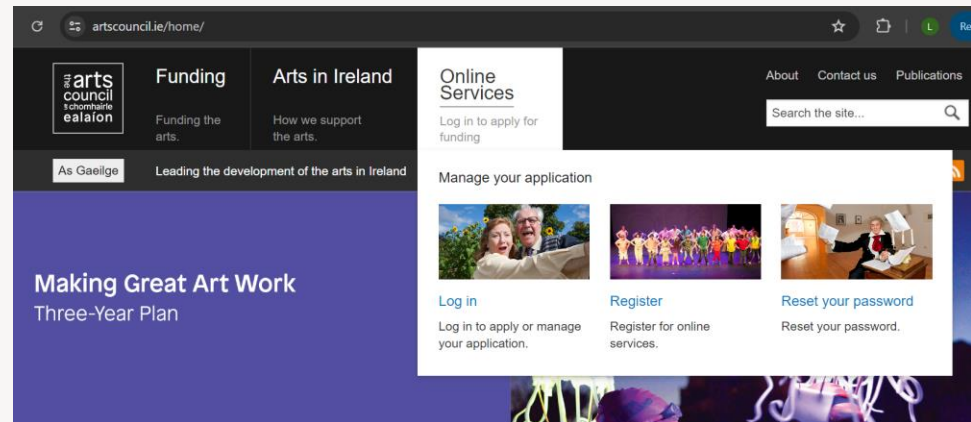 artscouncil.ie/home/
L
Re
the arts
council
schomhairle
ealaíon
Funding
Funding the
arts.
Arts in Ireland
How we support
the arts.
Online
Services
Log in to apply for
funding
About Contact us Publications
Search the site...
As Gaeilge
Leading the development of the arts in Ireland
Manage your application
Log in
Log in to apply or manage
your application.
Register
Register for online
services.
Reset your password
Reset your password.
Making Great Art Work
Three-Year Plan